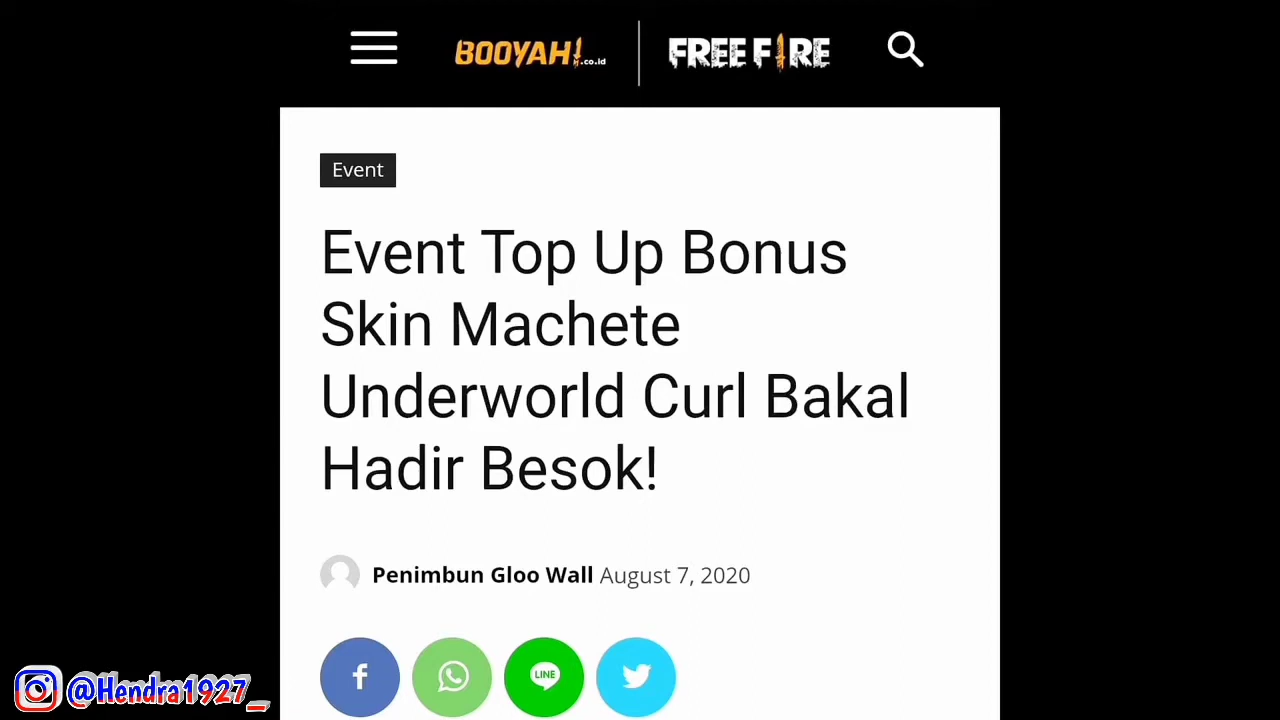 BOOYAH!.co.id FREE FIRE
Event
Event Top Up Bonus
Skin Machete
Underworld Curl Bakal
Hadir Besok!
Penimbun Gloo Wall August 7, 2020
LINE
@Hendra1927_